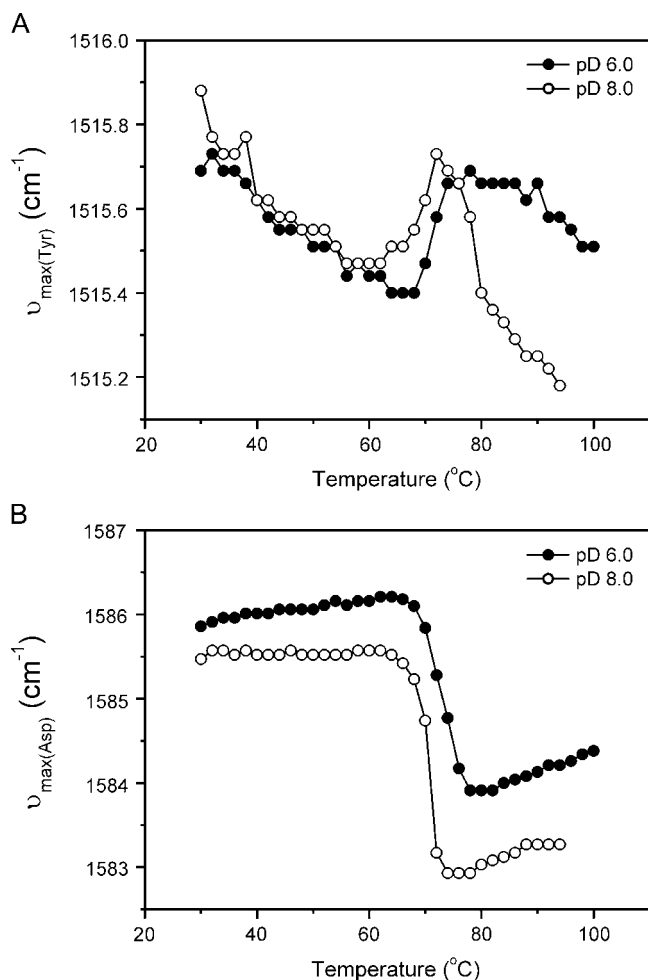 A
1516.0
1515.8
1515.6
1515.4
1515.2
υmax(Tyr) (cm-1)
pD 6.0
pD 8.0
20 40 60 80 100
Temperature (oC)
B
1587
1586
1585
1584
1583
υmax(Asp) (cm-1)
pD 6.0
pD 8.0
20 40 60 80 100
Temperature (oC)